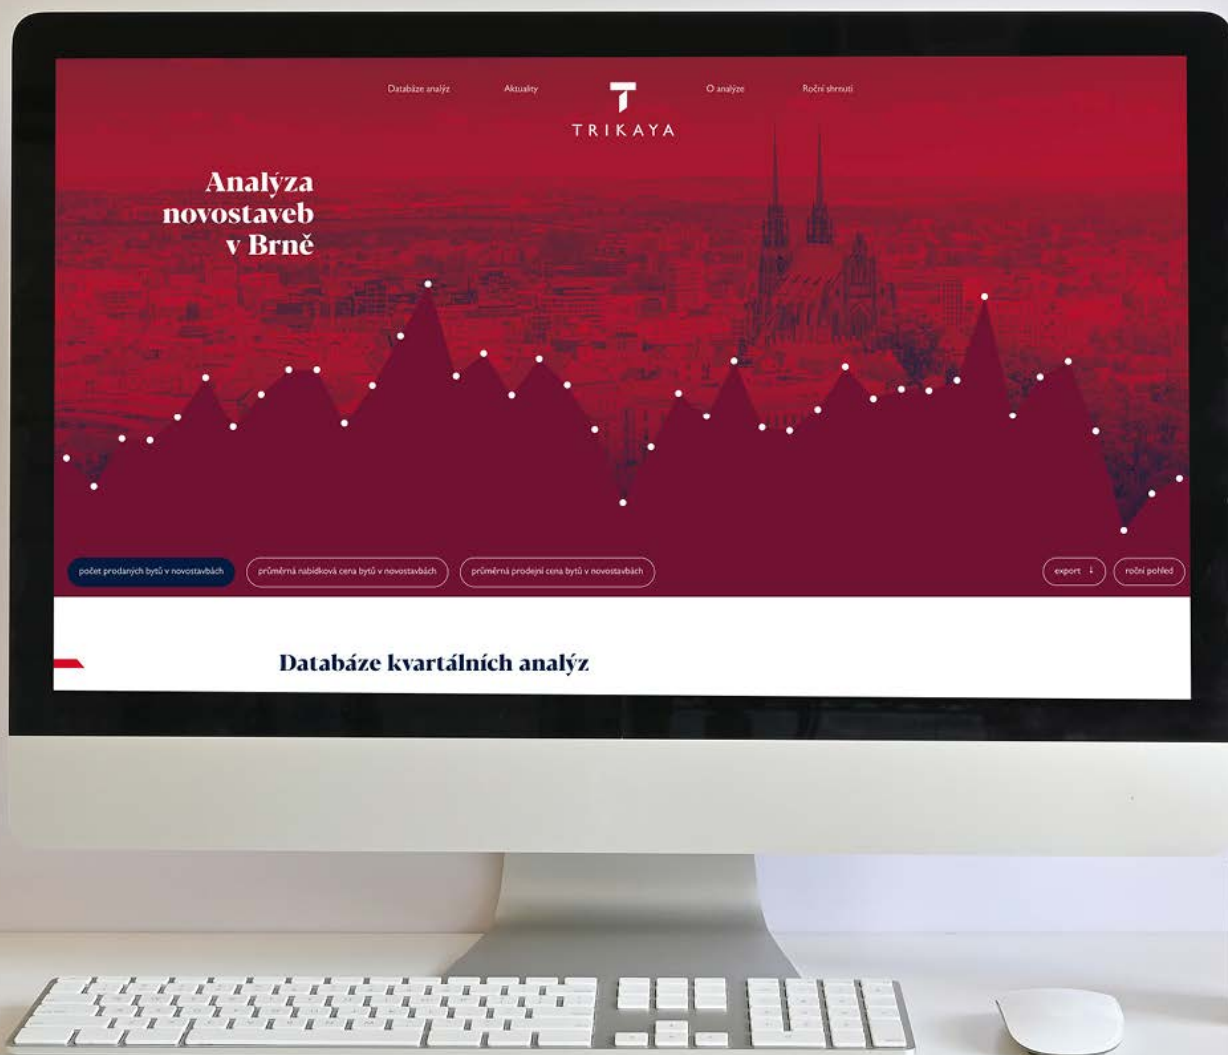 Databáze analýz
Aktuality
TRIKAYA
O analýze
Roční shrnutí
Analýza
novostaveb
v Brně
počet prodaných bytů v novostavbách
průměrná nabídková cena bytů v novostavbách
průměrná prodejní cena bytů v novostavbách
export ↓
roční pohled
Databáze kvartálních analýz